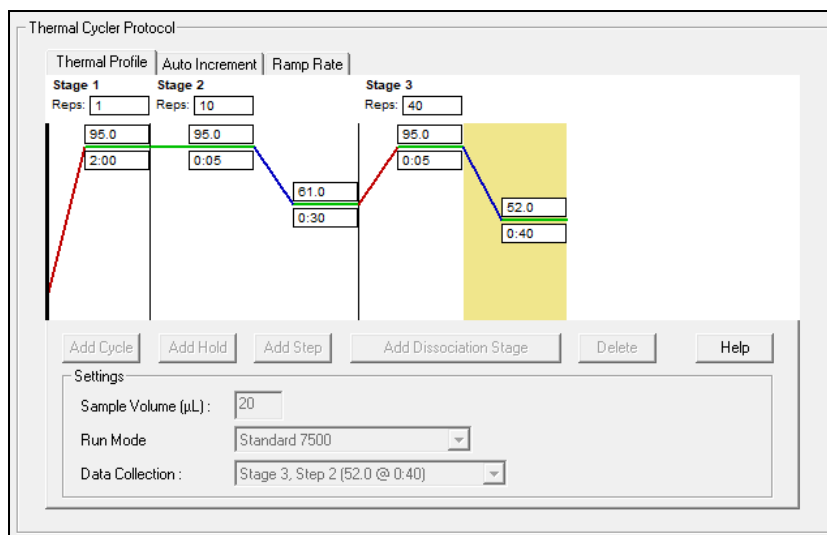 Thermal Cycler Protocol
Thermal Profile Auto Increment Ramp Rate
Stage 1 Stage 2 Stage 3
Reps: 1 Reps: 10 Reps: 40
95.0 95.0 95.0
2:00 0:05 0:05
61.0
0:30
52.0
0:40
Add Cycle Add Hold Add Step Add Dissociation Stage Delete Help
Settings
Sample Volume (µL) : 20
Run Mode Standard 7500
Data Collection : Stage 3, Step 2 (52.0 @ 0:40)